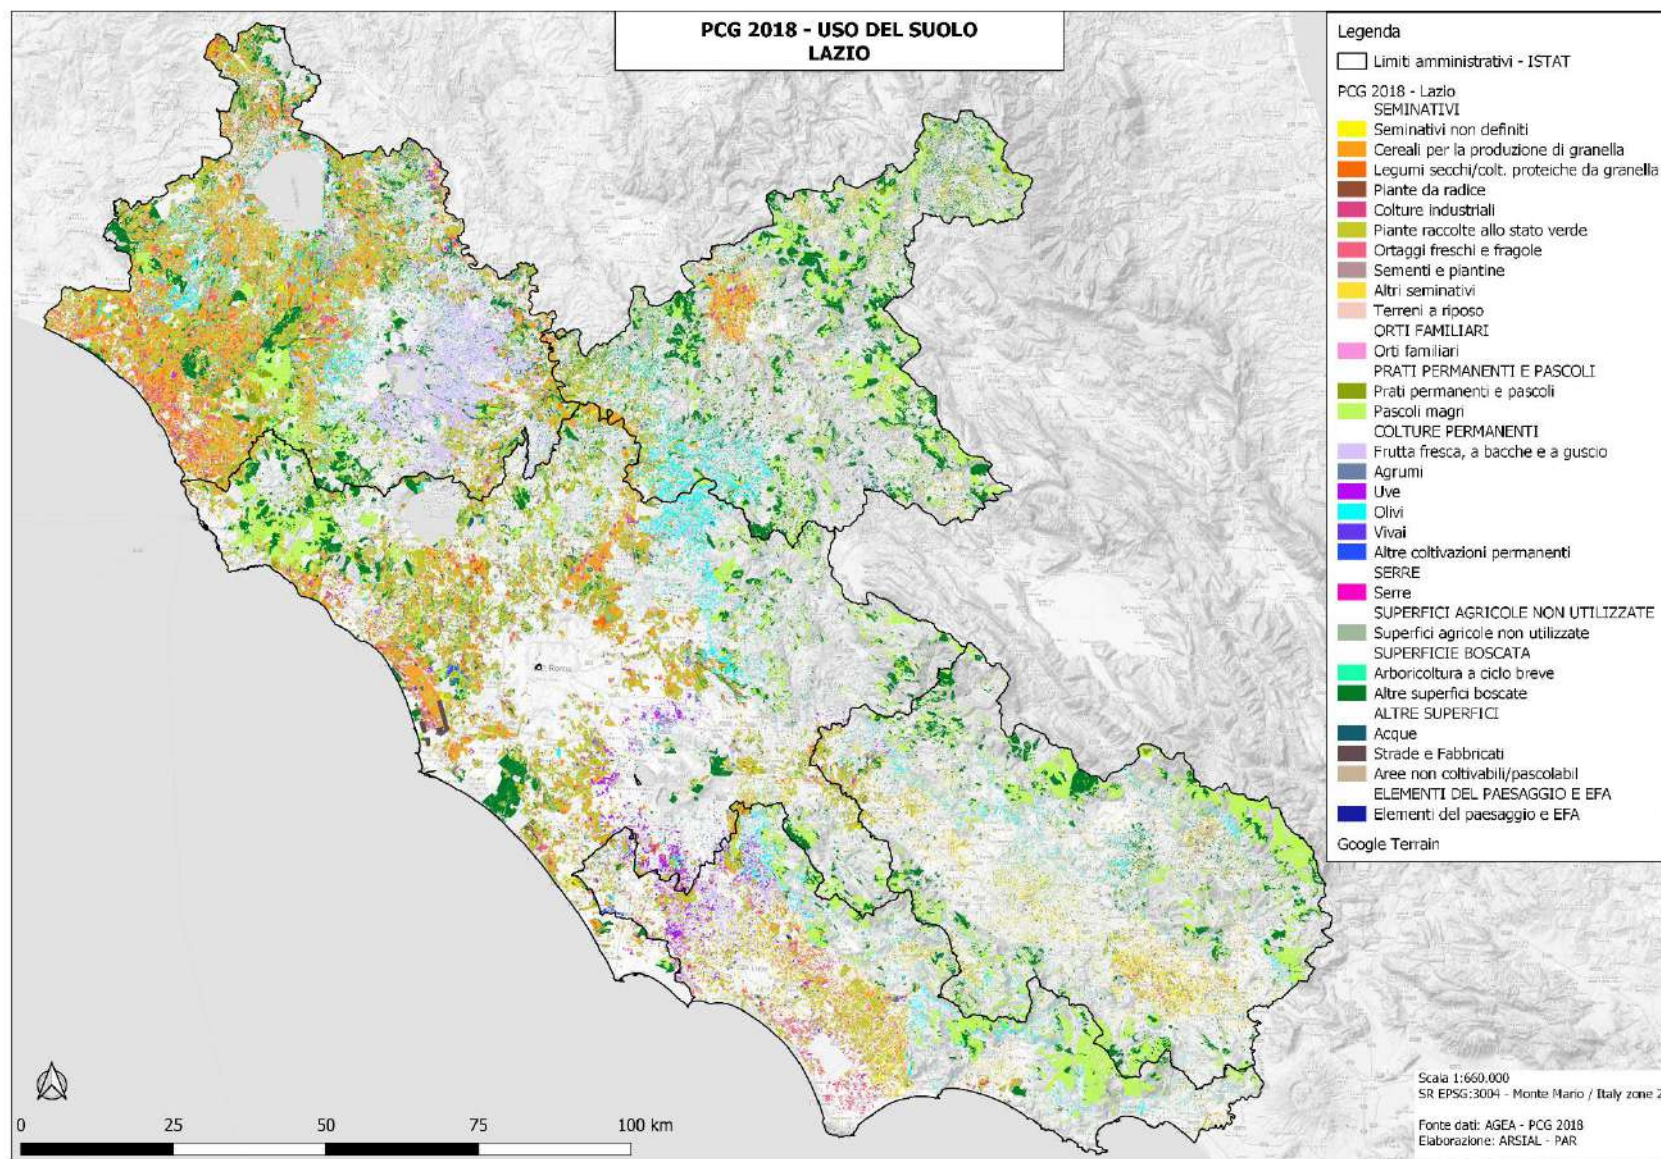 PCG 2018 - USO DEL SUOLO
LAZIO
Legenda
Limiti amministrativi - ISTAT
PCG 2018 - Lazio
SEMINATIVI
Seminativi non definiti
Cereali per la produzione di granella
Legumi secchi/colt. proteiche da granella
Piante da radice
Colture industriali
Piante raccolte allo stato verde
Ortaggi freschi e fragole
Sementi e piantine
Altri seminativi
Terreni a riposo
ORTI FAMILIARI
Orti familiari
PRATI PERMANENTI E PASCOLI
Prati permanenti e pascoli
Pascoli magri
COLTURE PERMANENTI
Frutta fresca, a bacche e a guscio
Agrumi
Uve
Olivi
Vivai
Altre coltivazioni permanenti
SERRE
Serre
SUPERFICI AGRICOLE NON UTILIZZATE
Superfici agricole non utilizzate
SUPERFICIE BOSCATA
Arboricoltura a ciclo breve
Altre superfici boscate
ALTRE SUPERFICI
Acque
Strade e Fabbricati
Aree non coltivabili/pascolabil
ELEMENTI DEL PAESAGGIO E EFA
Elementi del paesaggio e EFA
Google Terrain
Roma
0 25 50 75 100 km
Scala 1:660.000
SR EPSG:3004 - Monte Mario / Italy zone 2
Fonte dati: AGEA - PCG 2018
Elaborazione: ARSIAL - PAR